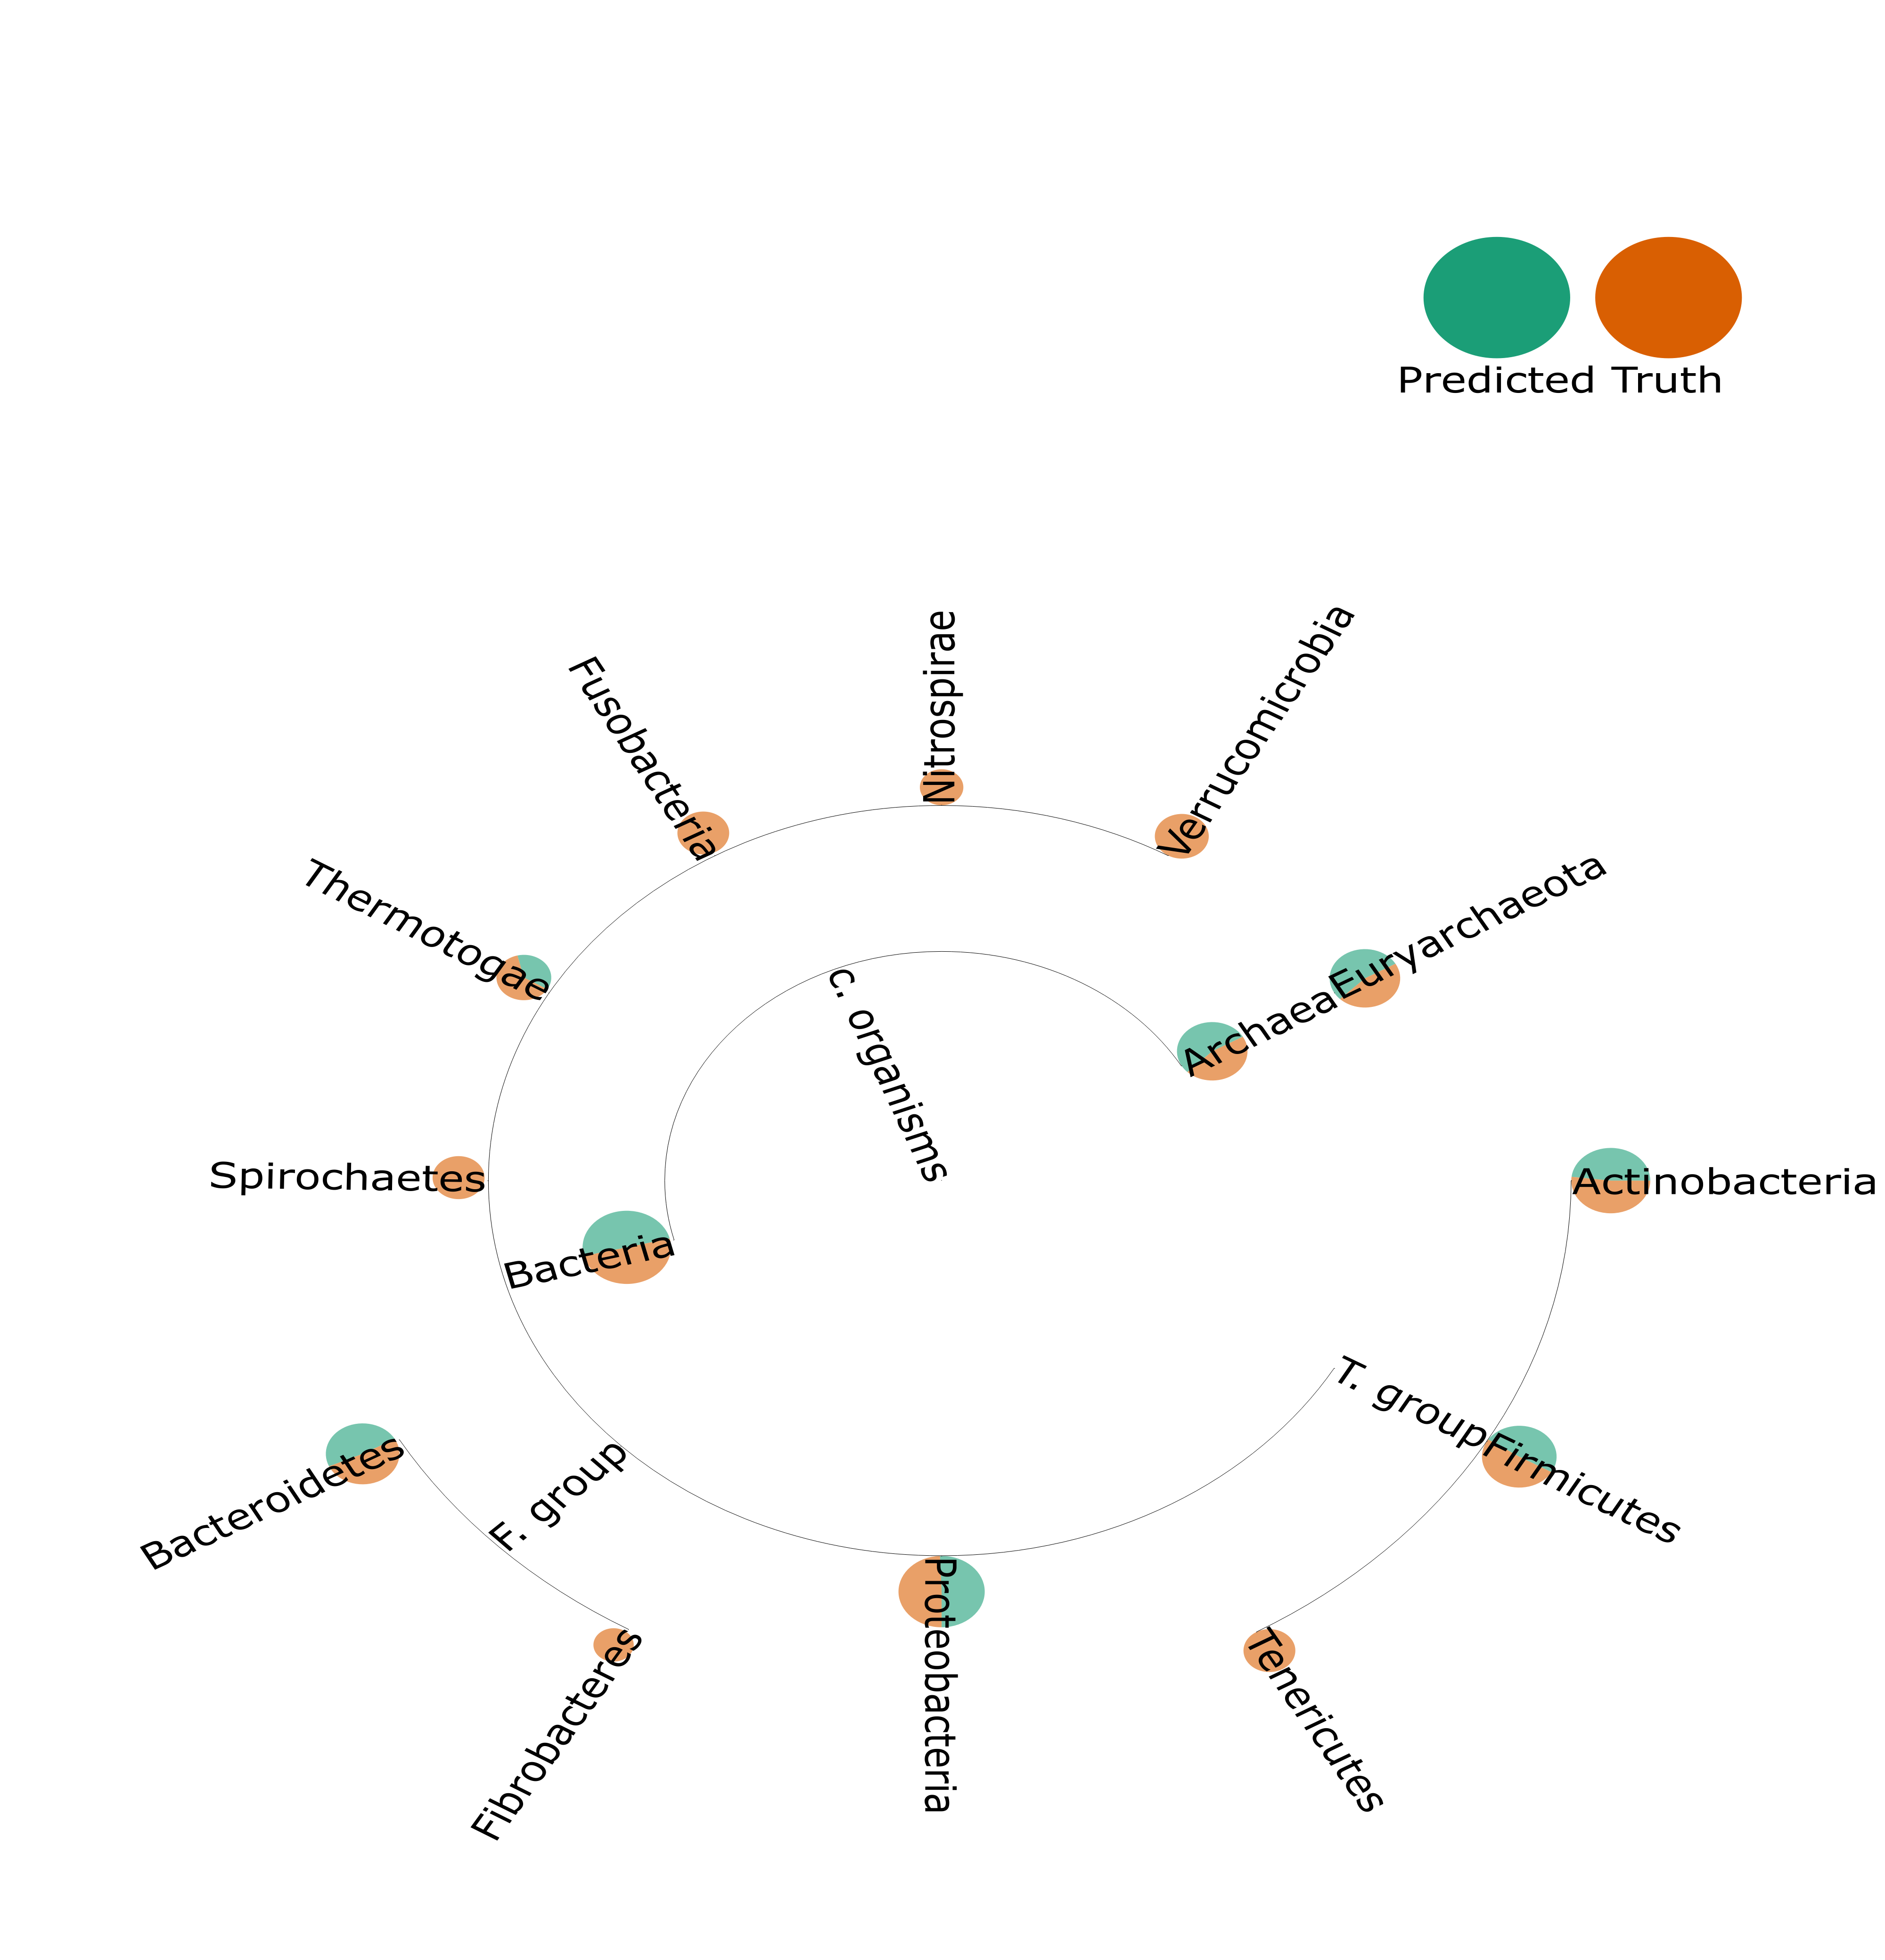 Predicted Truth
Nitrospirae
Verrucomicrobia
Fusobacteria
Thermotogae
Euryarchaeota
Archaea
C. organisms
Spirochaetes
Actinobacteria
Bacteria
T. group
Firmicutes
Bacteroidetes
F. group
Proteobacteria
Fibrobacteres
Tenericutes